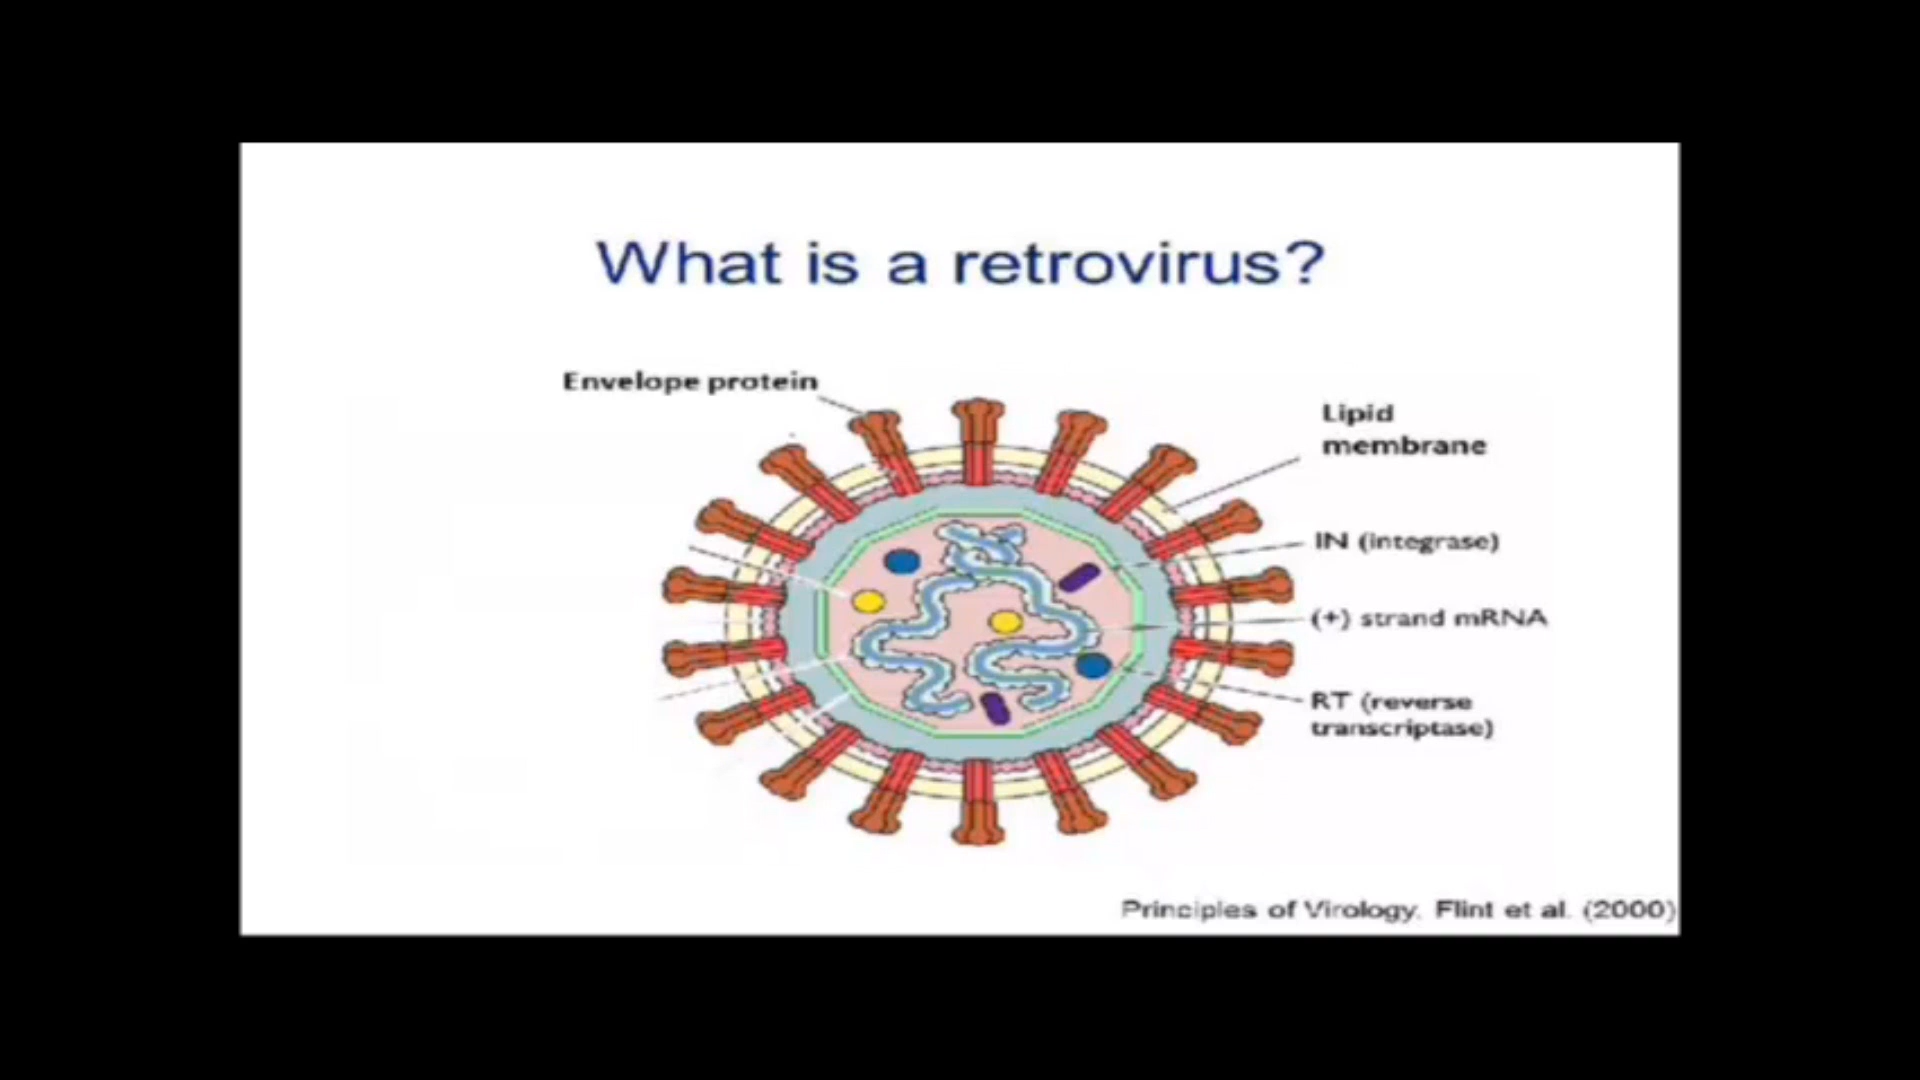 What is a retrovirus?
Envelope protein
Lipid
membrane
IN (integrase)
(+) strand mRNA
RT (reverse
transcriptase)
Principles of Virology, Flint et al. (2000)